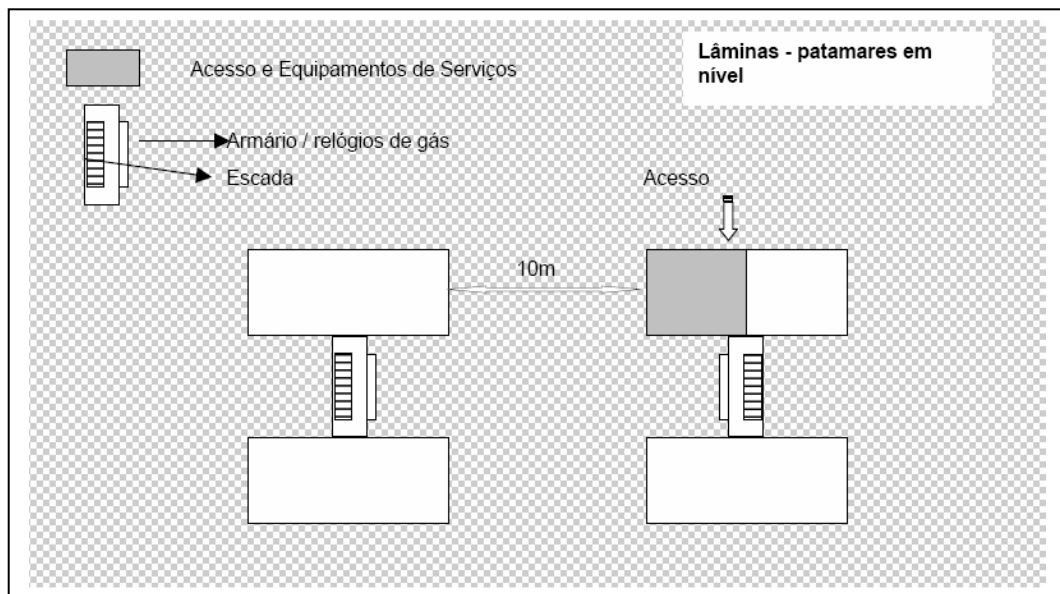 Acesso e Equipamentos de Serviços
Lâminas - patamares em
nível
Armário / relógios de gás
Escada
Acesso
10m